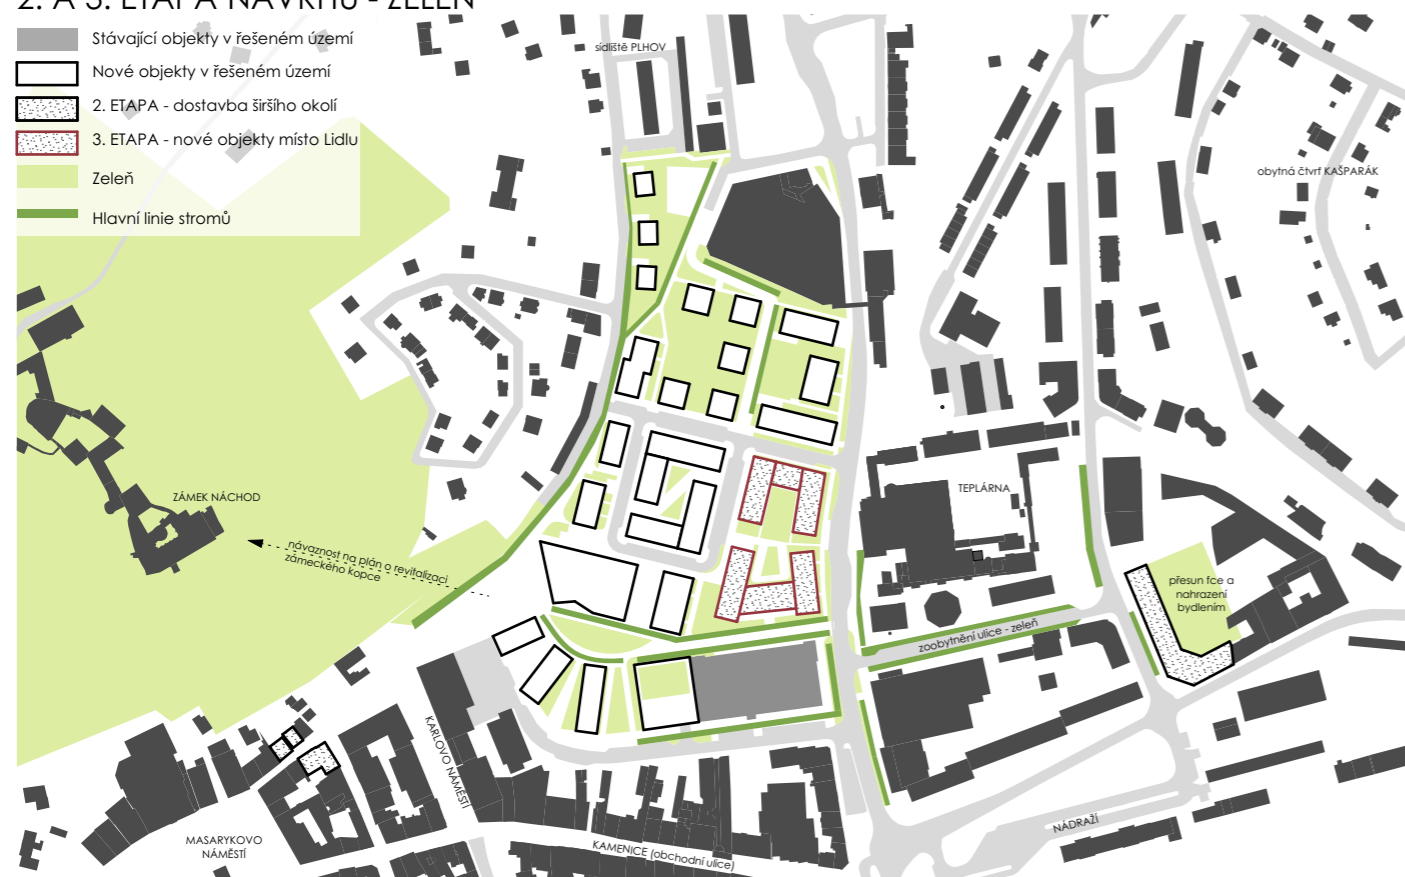 2. A 3. ETAPA NÁVRHU - ZELEŇ
Stávající objekty v řešeném území
Nové objekty v řešeném území
2. ETAPA - dostavba širšího okolí
3. ETAPA - nové objekty místo Lidlu
Zeleň
Hlavní linie stromů
sídliště PLHOV
obytná čtvrť KAŠPARÁK
ZÁMEK NÁCHOD
TEPLÁRNA
návaznost na plán o revitalizaci
zámeckého kopce
přesun fce a
nahrazení
bydlením
zoobytnění ulice - zeleň
KARLOVO NÁMĚSTÍ
MASARYKOVO
NÁMĚSTÍ
KAMENICE (obchodní ulice)
NÁDRAŽÍ